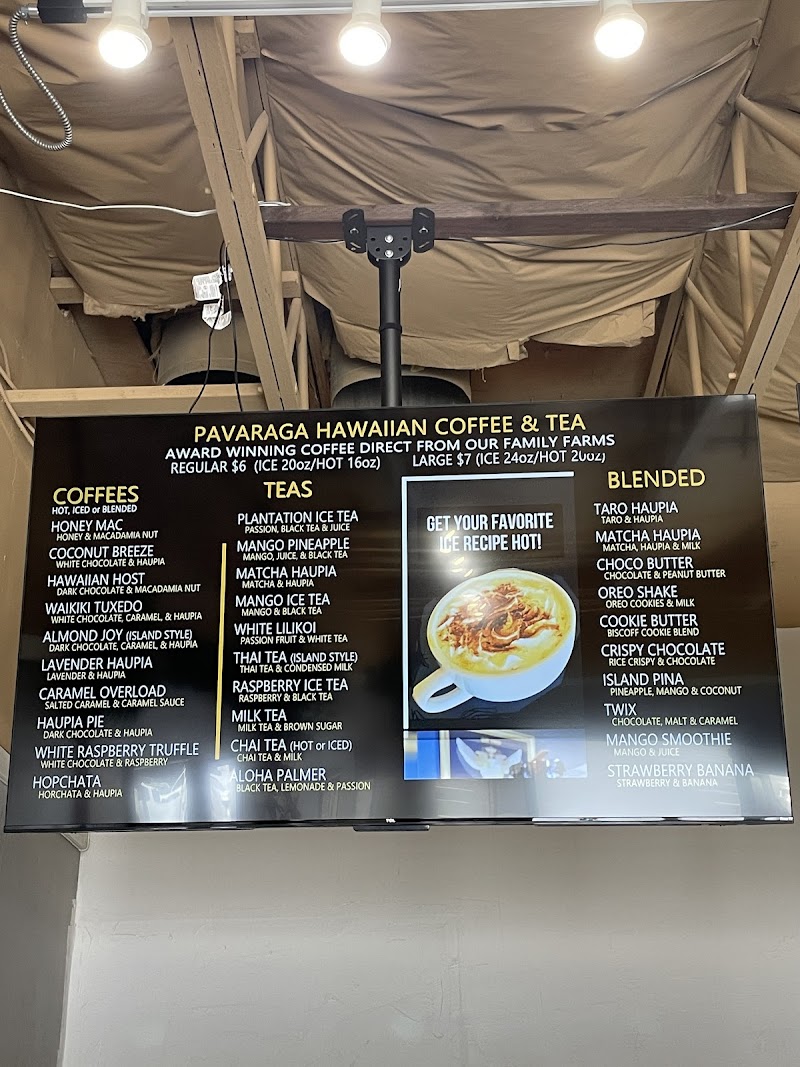 PAVARAGA HAWAIIAN COFFEE & TEA
AWARD WINNING COFFEE DIRECT FROM OUR FAMILY FARMS
REGULAR $6 (ICE 20oz/HOT 16oz) LARGE $7 (ICE 24oz/HOT 20oz)
COFFEES
HOT, ICED or BLENDED
HONEY MAC
HONEY & MACADAMIA NUT
COCONUT BREEZE
WHITE CHOCOLATE & HAUPIA
HAWAIIAN HOST
DARK CHOCOLATE & MACADAMIA NUT
WAIKIKI TUXEDO
WHITE CHOCOLATE, CARAMEL, & HAUPIA
ALMOND JOY (ISLAND STYLE)
DARK CHOCOLATE, CARAMEL, & HAUPIA
LAVENDER HAUPIA
LAVENDER & HAUPIA
CARAMEL OVERLOAD
SALTED CARAMEL & CARAMEL SAUCE
HAUPIA PIE
DARK CHOCOLATE & HAUPIA
WHITE RASPBERRY TRUFFLE
WHITE CHOCOLATE & RASPBERRY
HOPCHATA
HORCHATA & HAUPIA
TEAS
PLANTATION ICE TEA
PASSION, BLACK TEA & JUICE
MANGO PINEAPPLE
MANGO, JUICE, & BLACK TEA
MATCHA HAUPIA
MATCHA & HAUPIA
MANGO ICE TEA
MANGO & BLACK TEA
WHITE LILIKOI
PASSION FRUIT & WHITE TEA
THAI TEA (ISLAND STYLE)
THAI TEA & CONDENSED MILK
RASPBERRY ICE TEA
RASPBERRY & BLACK TEA
MILK TEA
MILK TEA & BROWN SUGAR
CHAI TEA (HOT or ICED)
CHAI TEA & MILK
ALOHA PALMER
BLACK TEA, LEMONADE & PASSION
GET YOUR FAVORITE
ICE RECIPE HOT!
BLENDED
TARO HAUPIA
TARO & HAUPIA
MATCHA HAUPIA
MATCHA, HAUPIA & MILK
CHOCO BUTTER
CHOCOLATE & PEANUT BUTTER
OREO SHAKE
OREO COOKIES & MILK
COOKIE BUTTER
BISCOFF COOKIE BLEND
CRISPY CHOCOLATE
RICE CRISPY & CHOCOLATE
ISLAND PINA
PINEAPPLE, MANGO & COCONUT
TWIX
CHOCOLATE, MALT & CARAMEL
MANGO SMOOTHIE
MANGO & JUICE
STRAWBERRY BANANA
STRAWBERRY & BANANA
TCL